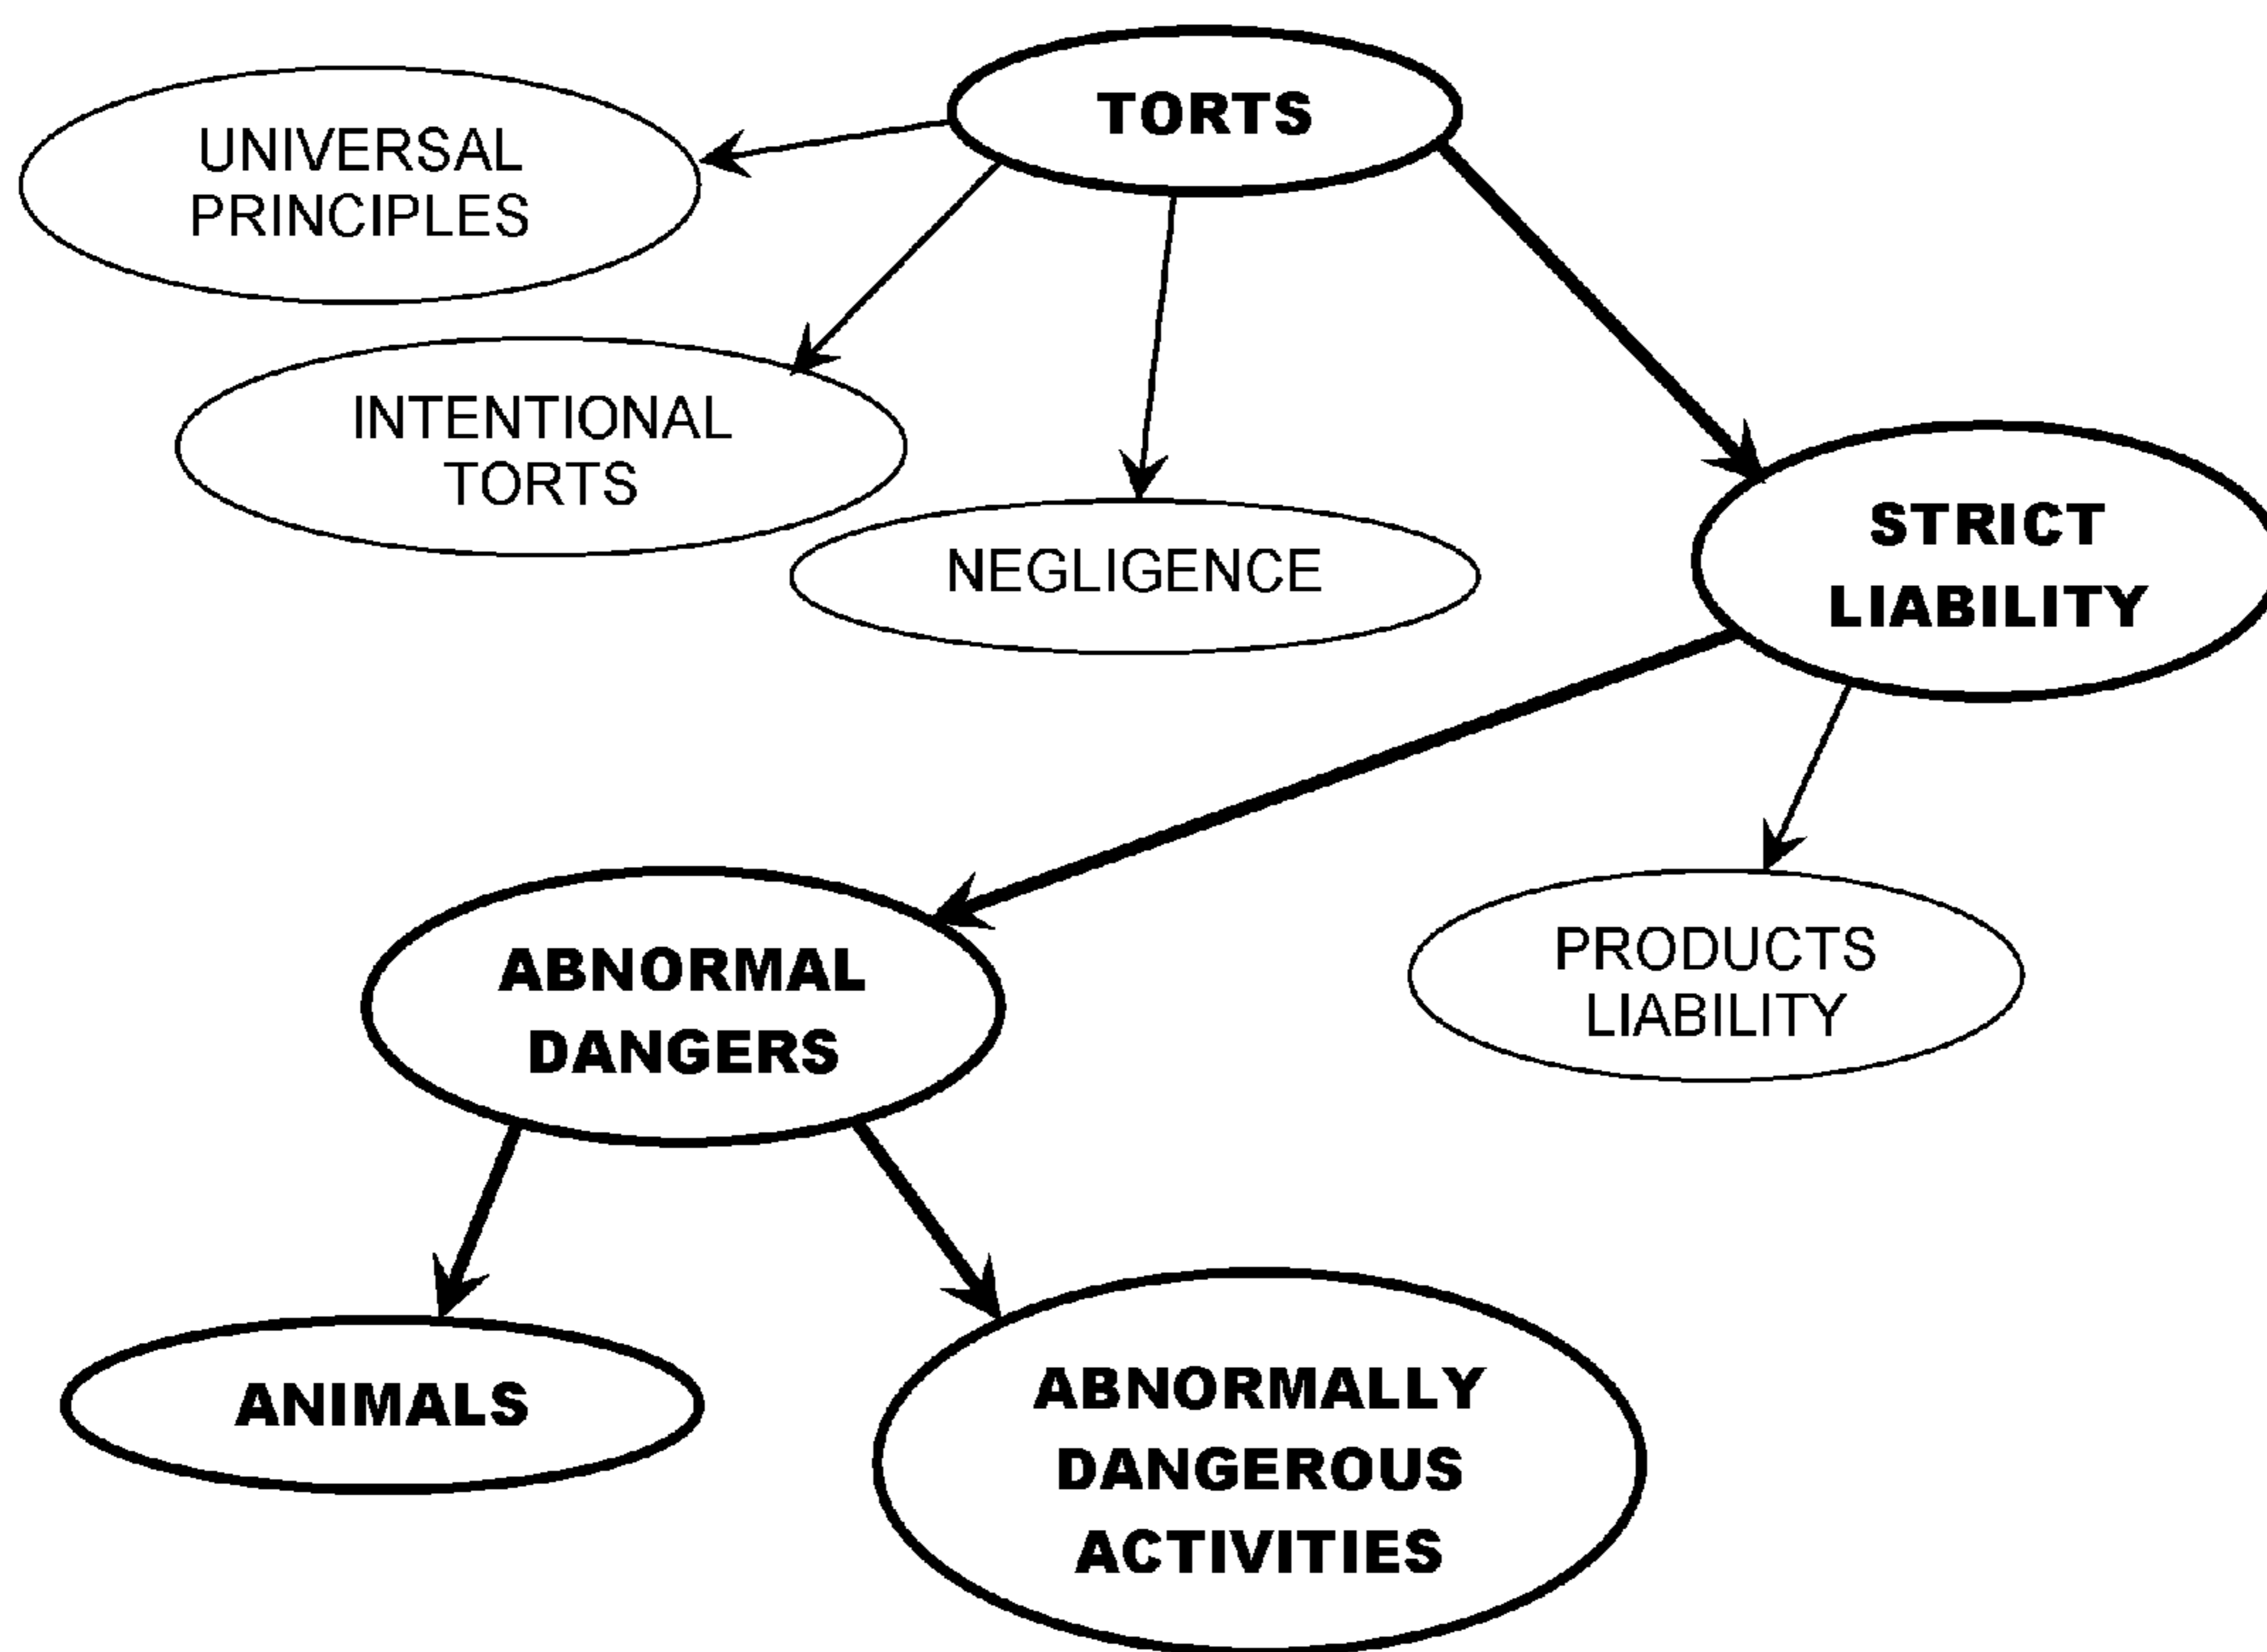 TORTS
UNIVERSAL
PRINCIPLES
INTENTIONAL
TORTS
NEGLIGENCE
STRICT
LIABILITY
ABNORMAL
DANGERS
PRODUCTS
LIABILITY
ANIMALS
ABNORMALLY
DANGEROUS
ACTIVITIES